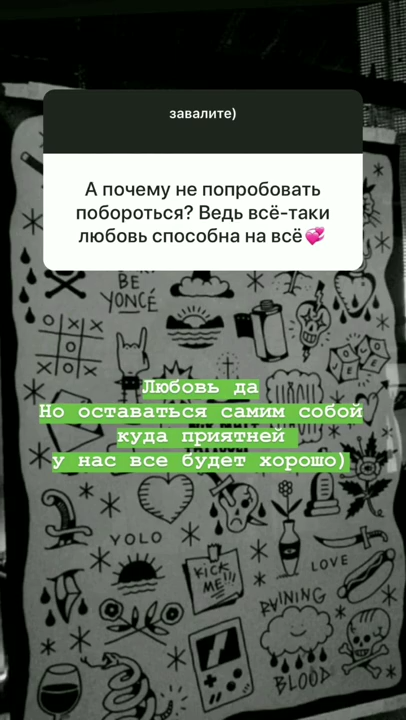 завалите)
А почему не попробовать
побороться? Ведь всё-таки
любовь способна на всё💞
BE
YONCÉ
Любовь да
Но оставаться самим собой
куда приятней
у нас все будет хорошо)
YOLO
KICK
ME!!!
LOVE
RAINING
BLOOD